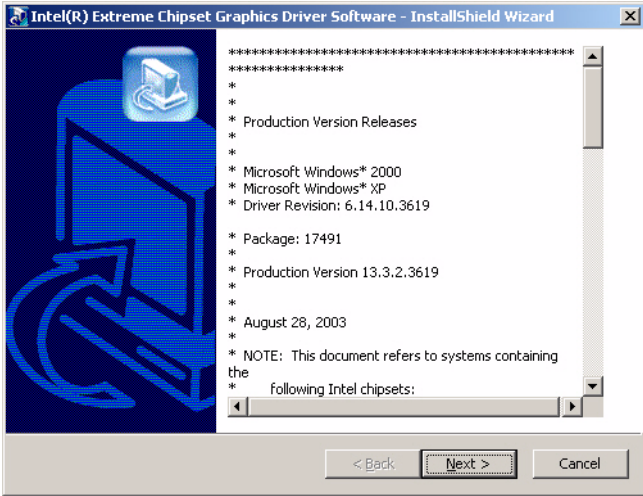 Intel(R) Extreme Chipset Graphics Driver Software - InstallShield Wizard
*********************************************
***************
*
*
* Production Version Releases
*
*
* Microsoft Windows* 2000
* Microsoft Windows* XP
* Driver Revision: 6.14.10.3619

* Package: 17491
*
* Production Version 13.3.2.3619
*
*
* August 28, 2003
*
* NOTE: This document refers to systems containing
the
* following Intel chipsets:
< Back
Next >
Cancel